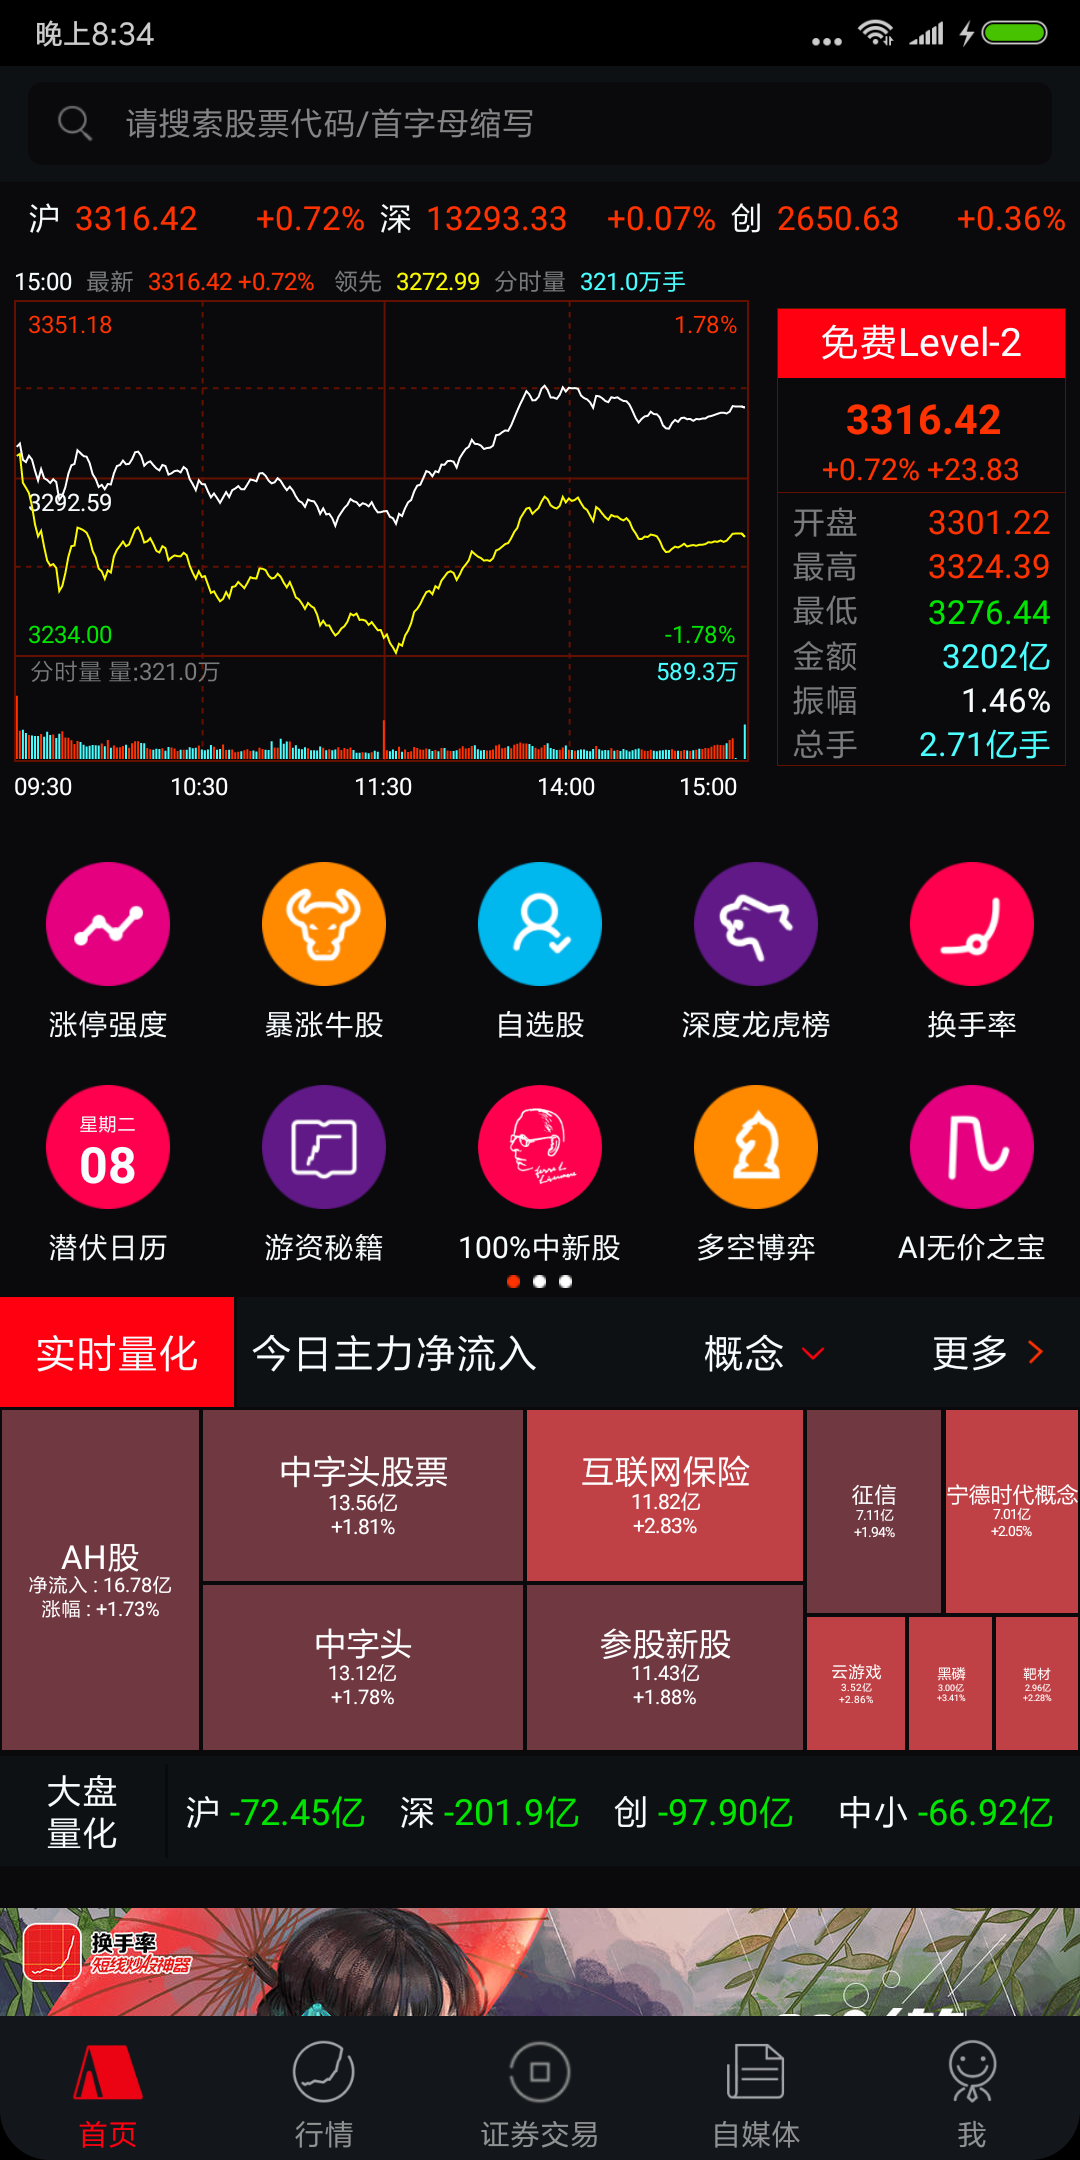 晚上8:34
请搜索股票代码/首字母缩写
沪 3316.42 +0.72% 深 13293.33 +0.07% 创 2650.63 +0.36%
15:00 最新 3316.42 +0.72% 领先 3272.99 分时量 321.0万手
3351.18 1.78%
3292.59
3234.00 -1.78%
分时量 量:321.0万 589.3万
09:30 10:30 11:30 14:00 15:00
免费Level-2
3316.42
+0.72% +23.83
开盘 3301.22
最高 3324.39
最低 3276.44
金额 3202亿
振幅 1.46%
总手 2.71亿手
涨停强度 暴涨牛股 自选股 深度龙虎榜 换手率
星期二
08
潜伏日历 游资秘籍 100%中新股 多空博弈 AI无价之宝
实时量化 今日主力净流入 概念 更多
AH股
净流入 : 16.78亿
涨幅 : +1.73%
中字头股票
13.56亿
+1.81%
互联网保险
11.82亿
+2.83%
中字头
13.12亿
+1.78%
参股新股
11.43亿
+1.88%
征信
7.11亿
+1.94%
宁德时代概念
7.01亿
+2.05%
云游戏
3.52亿
+2.86%
黑磷
3.00亿
+3.41%
靶材
2.96亿
+2.28%
大盘
量化
沪 -72.45亿 深 -201.9亿 创 -97.90亿 中小 -66.92亿
换手率
短线炒股神器
首页 行情 证券交易 自媒体 我